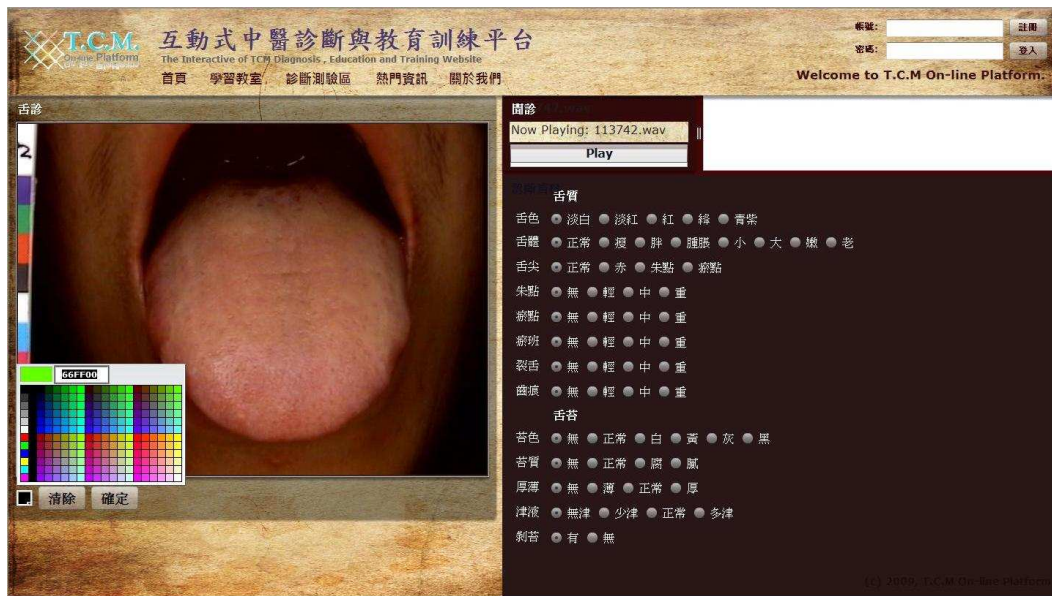 T.C.M.
On-line Platform
互動式中醫診斷與教育訓練平台
The Interactive of TCM Diagnosis , Education and Training Website
首頁 學習教室 診斷測驗區 熱門資訊 關於我們
帳號: 註冊
密碼: 登入
Welcome to T.C.M On-line Platform.
舌診
2
66FF00
清除 確定
聞診
Now Playing: 113742.wav
Play
舌質
舌色 淡白 淡紅 紅 絳 青紫
舌體 正常 瘦 胖 腫脹 小 大 嫩 老
舌尖 正常 赤 朱點 瘀點
朱點 無 輕 中 重
瘀點 無 輕 中 重
瘀班 無 輕 中 重
裂舌 無 輕 中 重
齒痕 無 輕 中 重
舌苔
苔色 無 正常 白 黃 灰 黑
苔質 無 正常 腐 膩
厚薄 無 薄 正常 厚
津液 無津 少津 正常 多津
剝苔 有 無
(c) 2009, T.C.M On-line Platform